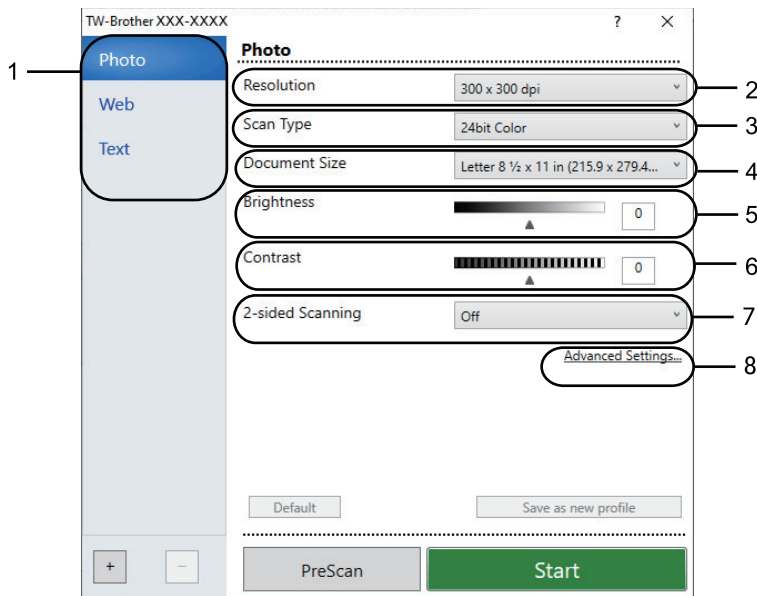 TW-Brother XXX-XXXX ? ×
1
Photo
Web
Text
Photo
Resolution 300 x 300 dpi 2
Scan Type 24bit Color 3
Document Size Letter 8 ½ x 11 in (215.9 x 279.4... 4
Brightness 0 5
Contrast 0 6
2-sided Scanning Off 7
Advanced Settings... 8
Default Save as new profile
+ − PreScan Start